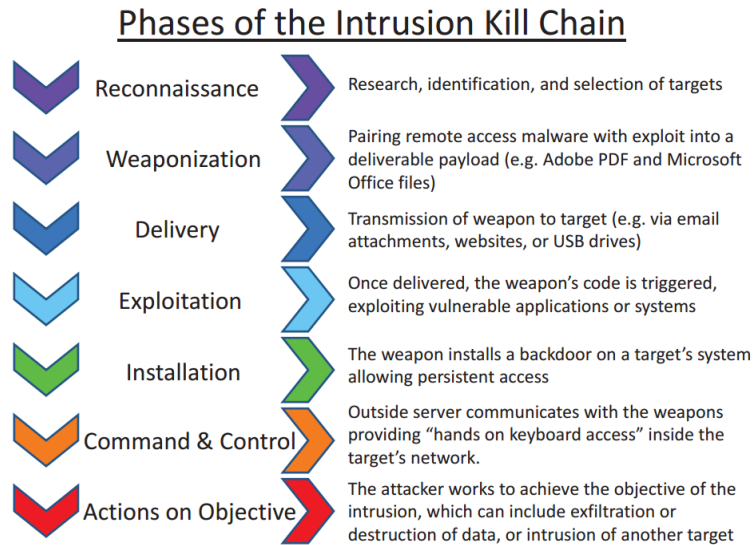 Phases of the Intrusion Kill Chain
Reconnaissance
Research, identification, and selection of targets
Weaponization
Pairing remote access malware with exploit into a
deliverable payload (e.g. Adobe PDF and Microsoft
Office files)
Delivery
Transmission of weapon to target (e.g. via email
attachments, websites, or USB drives)
Exploitation
Once delivered, the weapon's code is triggered,
exploiting vulnerable applications or systems
Installation
The weapon installs a backdoor on a target's system
allowing persistent access
Command & Control
Outside server communicates with the weapons
providing "hands on keyboard access" inside the
target's network.
Actions on Objective
The attacker works to achieve the objective of the
intrusion, which can include exfiltration or
destruction of data, or intrusion of another target